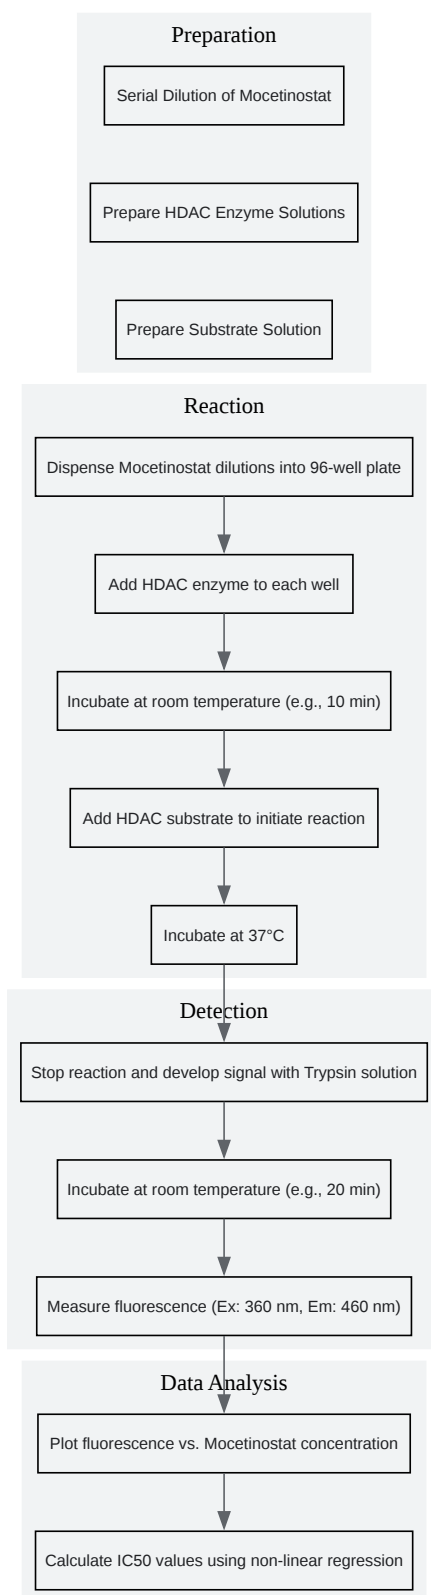 Preparation
Serial Dilution of Mocetinostat
Prepare HDAC Enzyme Solutions
Prepare Substrate Solution
Reaction
Dispense Mocetinostat dilutions into 96-well plate
Add HDAC enzyme to each well
Incubate at room temperature (e.g., 10 min)
Add HDAC substrate to initiate reaction
Incubate at 37°C
Detection
Stop reaction and develop signal with Trypsin solution
Incubate at room temperature (e.g., 20 min)
Measure fluorescence (Ex: 360 nm, Em: 460 nm)
Data Analysis
Plot fluorescence vs. Mocetinostat concentration
Calculate IC50 values using non-linear regression